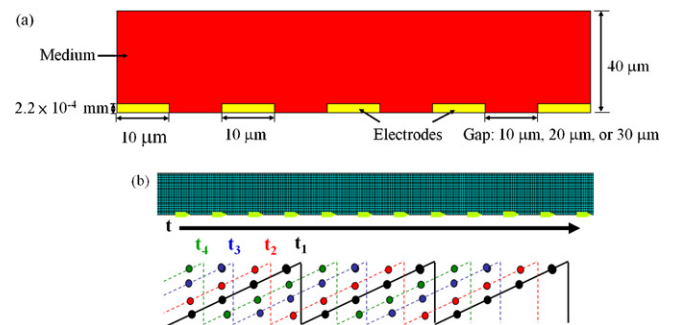 (a)
Medium
40 μm
2.2 × 10⁻⁴ mm
10 μm
10 μm
Electrodes
Gap: 10 μm, 20 μm, or 30 μm
(b)
t
t₄ t₃ t₂ t₁